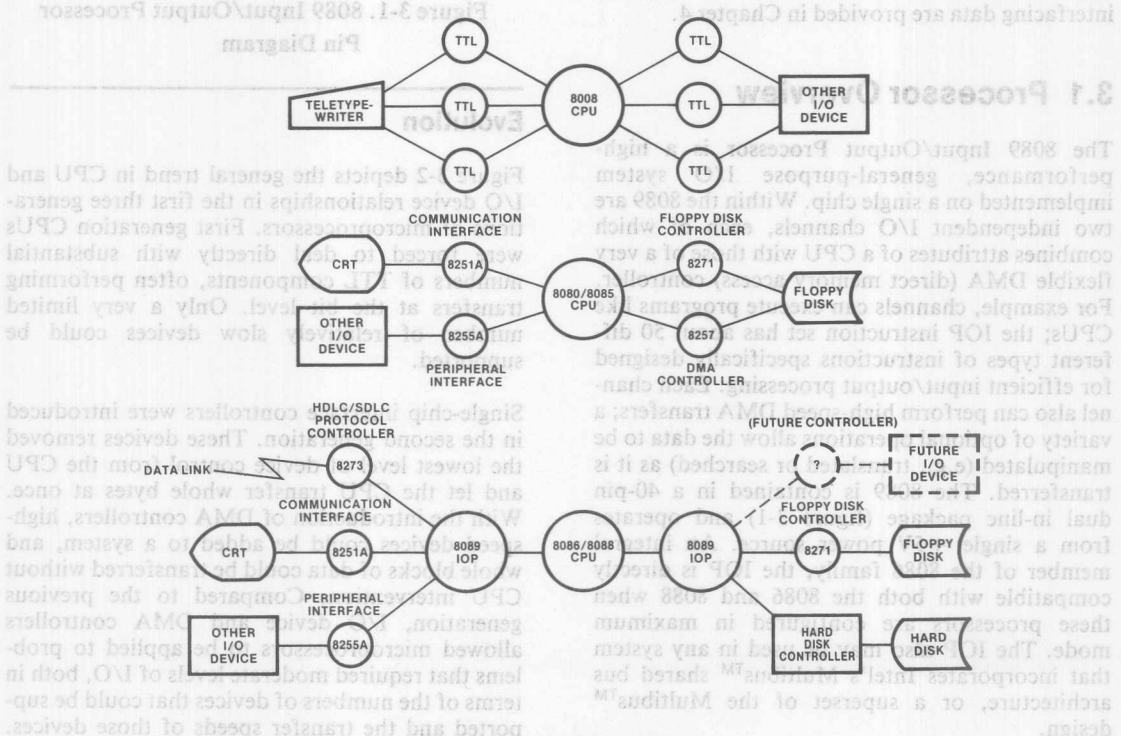 TTL
TTL
TELETYPE-
WRITER
TTL
8008
CPU
TTL
OTHER
I/O
DEVICE
TTL
TTL
COMMUNICATION
INTERFACE
FLOPPY DISK
CONTROLLER
CRT
8251A
8271
8080/8085
CPU
FLOPPY
DISK
OTHER
I/O
DEVICE
8255A
8257
PERIPHERAL
INTERFACE
DMA
CONTROLLER
HDLC/SDLC
PROTOCOL
CONTROLLER
(FUTURE CONTROLLER)
DATA LINK
8273
?
FUTURE
I/O
DEVICE
COMMUNICATION
INTERFACE
FLOPPY DISK
CONTROLLER
CRT
8251A
8089
IOP
8086/8088
CPU
8089
IOP
8271
FLOPPY
DISK
PERIPHERAL
INTERFACE
OTHER
I/O
DEVICE
8255A
HARD DISK
CONTROLLER
HARD
DISK
interfacing data are provided in Chapter 4.
3.1 Processor Overview
The 8089 Input/Output Processor is a high-
performance, general-purpose I/O system
implemented on a single chip. Within the 8089 are
two independent I/O channels, each of which
combines attributes of a CPU with those of a very
flexible DMA (direct memory access) controller.
For example, channels can execute programs like
CPUs; the IOP instruction set has about 50 dif-
ferent types of instructions specifically designed
for efficient input/output processing. Each chan-
nel also can perform high-speed DMA transfers; a
variety of optional operations allow the data to be
manipulated (e.g., translated or searched) as it is
transferred. The 8089 is contained in a 40-pin
dual in-line package (figure 3-1) and operates
from a single power source. An integral
member of the 8086 family, the IOP is directly
compatible with both the 8086 and 8088 when
these processors are configured in maximum
mode. The IOP also may be used in any system
that incorporates Intel's Multibus™ shared bus
architecture, or a superset of the Multibus™
design.
Figure 3-1. 8089 Input/Output Processor
Pin Diagram
Evolution
Figure 3-2 depicts the general trend in CPU and
I/O device relationships in the first three genera-
tions of microprocessors. First generation CPUs
were forced to deal directly with substantial
numbers of TTL components, often performing
transfers at the bit level. Only a very limited
number of relatively slow devices could be
supported.
Single-chip interface controllers were introduced
in the second generation. These devices removed
the lowest level of device control from the CPU
and let the CPU transfer whole bytes at once.
With the introduction of DMA controllers, high-
speed devices could be added to a system, and
whole blocks of data could be transferred without
CPU intervention. Compared to the previous
generation, I/O device and DMA controllers
allowed microprocessors to be applied to prob-
lems that required moderate levels of I/O, both in
terms of the numbers of devices that could be sup-
ported and the transfer speeds of those devices.